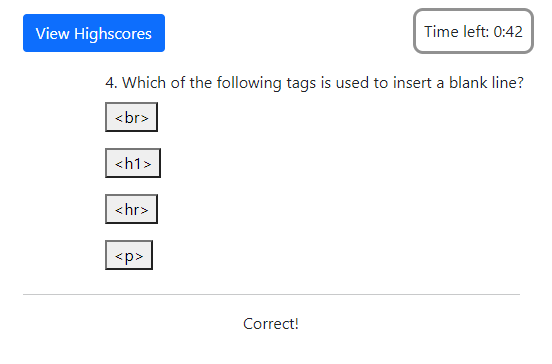 View Highscores
Time left: 0:42
4. Which of the following tags is used to insert a blank line?
<br>
<h1>
<hr>
<p>
Correct!